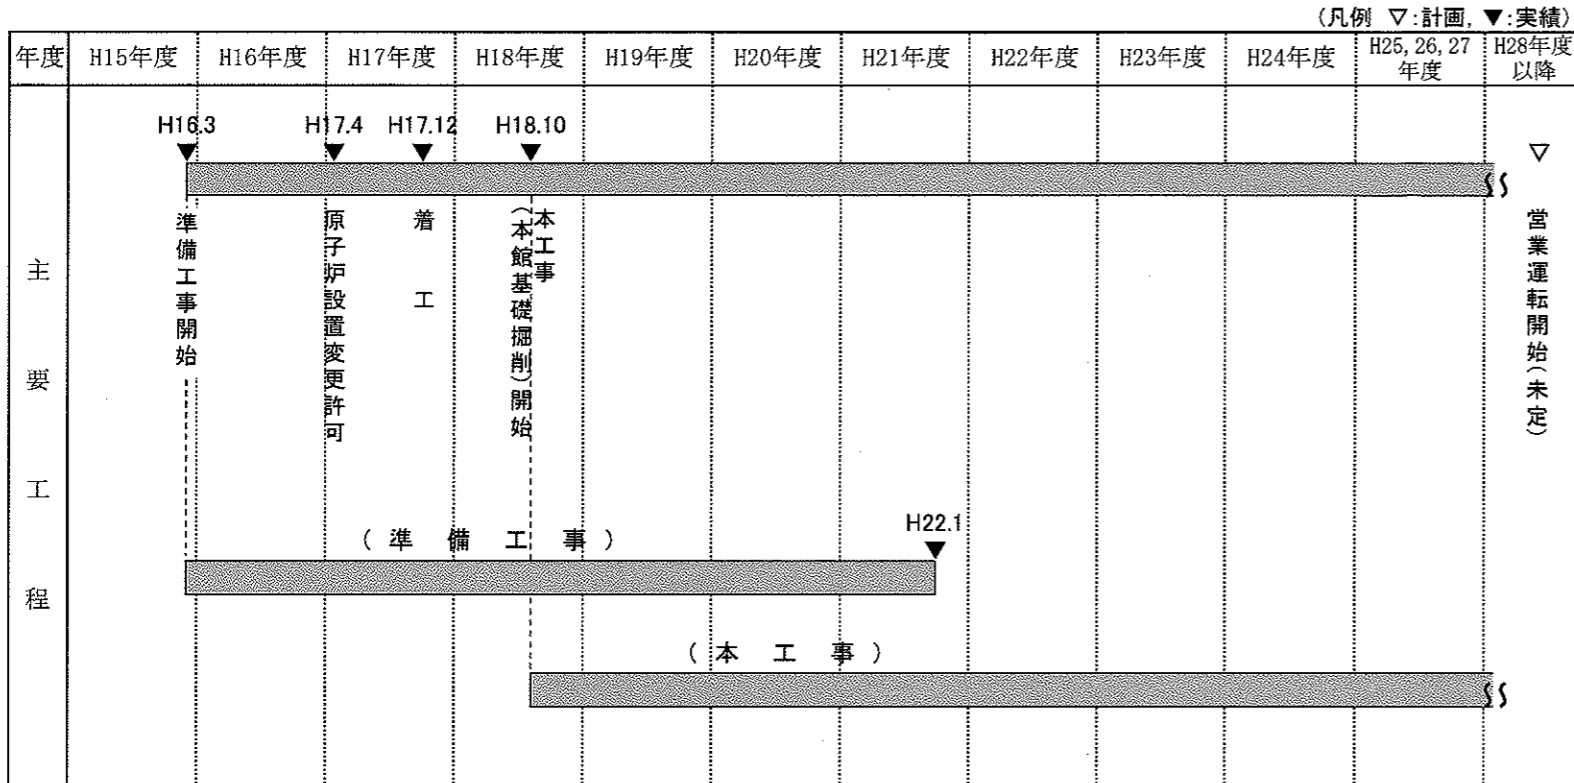 (凡例 ▽:計画, ▼:実績)
年度 H15年度 H16年度 H17年度 H18年度 H19年度 H20年度 H21年度 H22年度 H23年度 H24年度 H25,26,27年度 H28年度以降
H16.3 H17.4 H17.12 H18.10
主要工程
準備工事開始
原子炉設置変更許可
着工
本工事
(本館基礎掘削)開始
営業運転開始(未定)
H22.1
(準備工事)
(本工事)